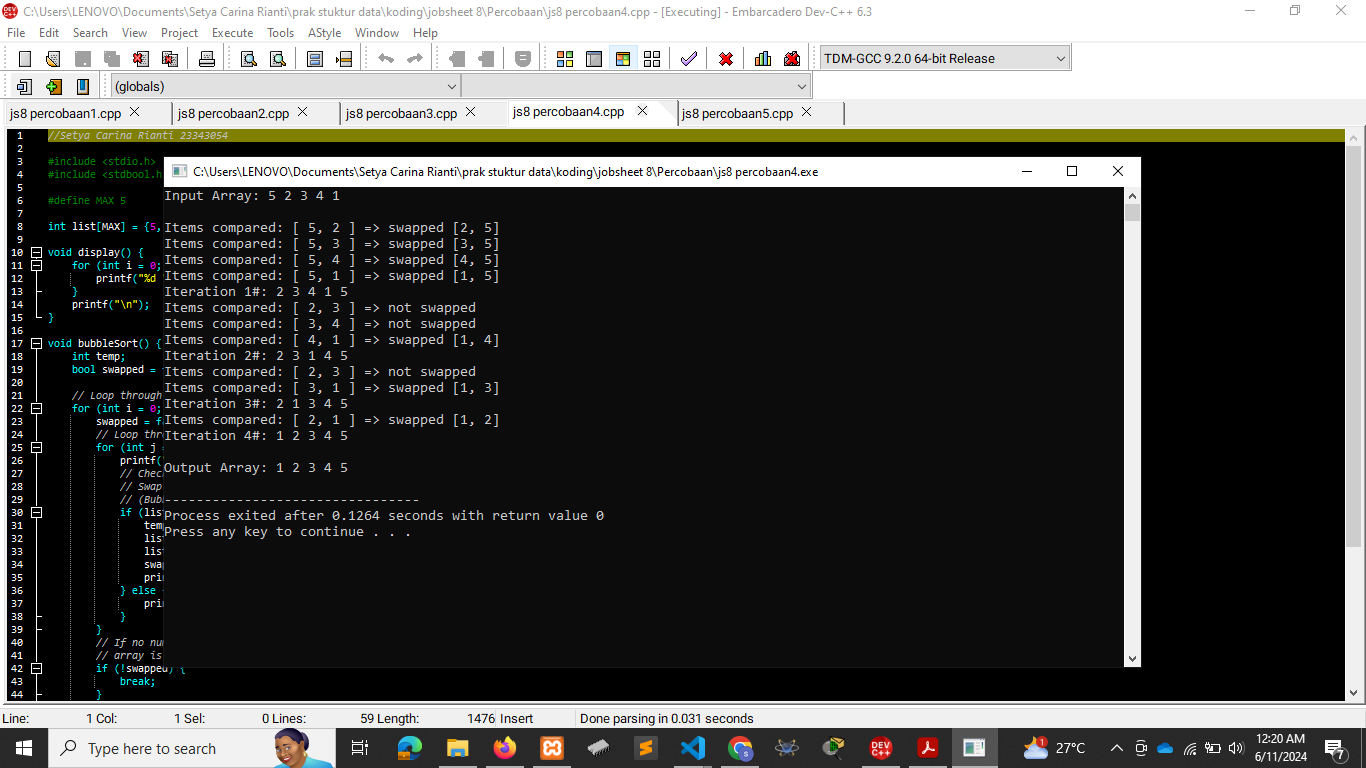 C:\Users\LENOVO\Documents\Setya Carina Rianti\prak stuktur data\koding\jobsheet 8\Percobaan\js8 percobaan4.cpp - [Executing] - Embarcadero Dev-C++ 6.3
File Edit Search View Project Execute Tools AStyle Window Help
TDM-GCC 9.2.0 64-bit Release
(globals)
js8 percobaan1.cpp js8 percobaan2.cpp js8 percobaan3.cpp js8 percobaan4.cpp js8 percobaan5.cpp
1 //Setya Carina Rianti 23343054
2
3 #include <stdio.h>
4 #include <stdbool.h
5
6 #define MAX 5
7
8 int list[MAX] = {5,
9
10 void display() {
11 for (int i = 0;
12 printf("%d
13 }
14 printf("\n");
15 }
16
17 void bubbleSort() {
18 int temp;
19 bool swapped =
20
21 // Loop through
22 for (int i = 0;
23 swapped = fa
24 // Loop thr
25 for (int j =
26 printf(
27 // Chec
28 // Swap
29 // (Bub
30 if (lis
31 tem
32 lis
33 lis
34 swa
35 pri
36 } else
37 pri
38 }
39 }
40 // If no nu
41 // array is
42 if (!swapped) {
43 break;
44 }
C:\Users\LENOVO\Documents\Setya Carina Rianti\prak stuktur data\koding\jobsheet 8\Percobaan\js8 percobaan4.exe
Input Array: 5 2 3 4 1
Items compared: [ 5, 2 ] => swapped [2, 5]
Items compared: [ 5, 3 ] => swapped [3, 5]
Items compared: [ 5, 4 ] => swapped [4, 5]
Items compared: [ 5, 1 ] => swapped [1, 5]
Iteration 1#: 2 3 4 1 5
Items compared: [ 2, 3 ] => not swapped
Items compared: [ 3, 4 ] => not swapped
Items compared: [ 4, 1 ] => swapped [1, 4]
Iteration 2#: 2 3 1 4 5
Items compared: [ 2, 3 ] => not swapped
Items compared: [ 3, 1 ] => swapped [1, 3]
Iteration 3#: 2 1 3 4 5
Items compared: [ 2, 1 ] => swapped [1, 2]
Iteration 4#: 1 2 3 4 5
Output Array: 1 2 3 4 5
--------------------------------
Process exited after 0.1264 seconds with return value 0
Press any key to continue . . .
Line: 1 Col: 1 Sel: 0 Lines: 59 Length: 1476 Insert Done parsing in 0.031 seconds
Type here to search
DEV C++
1
27°C
12:20 AM
6/11/2024
7